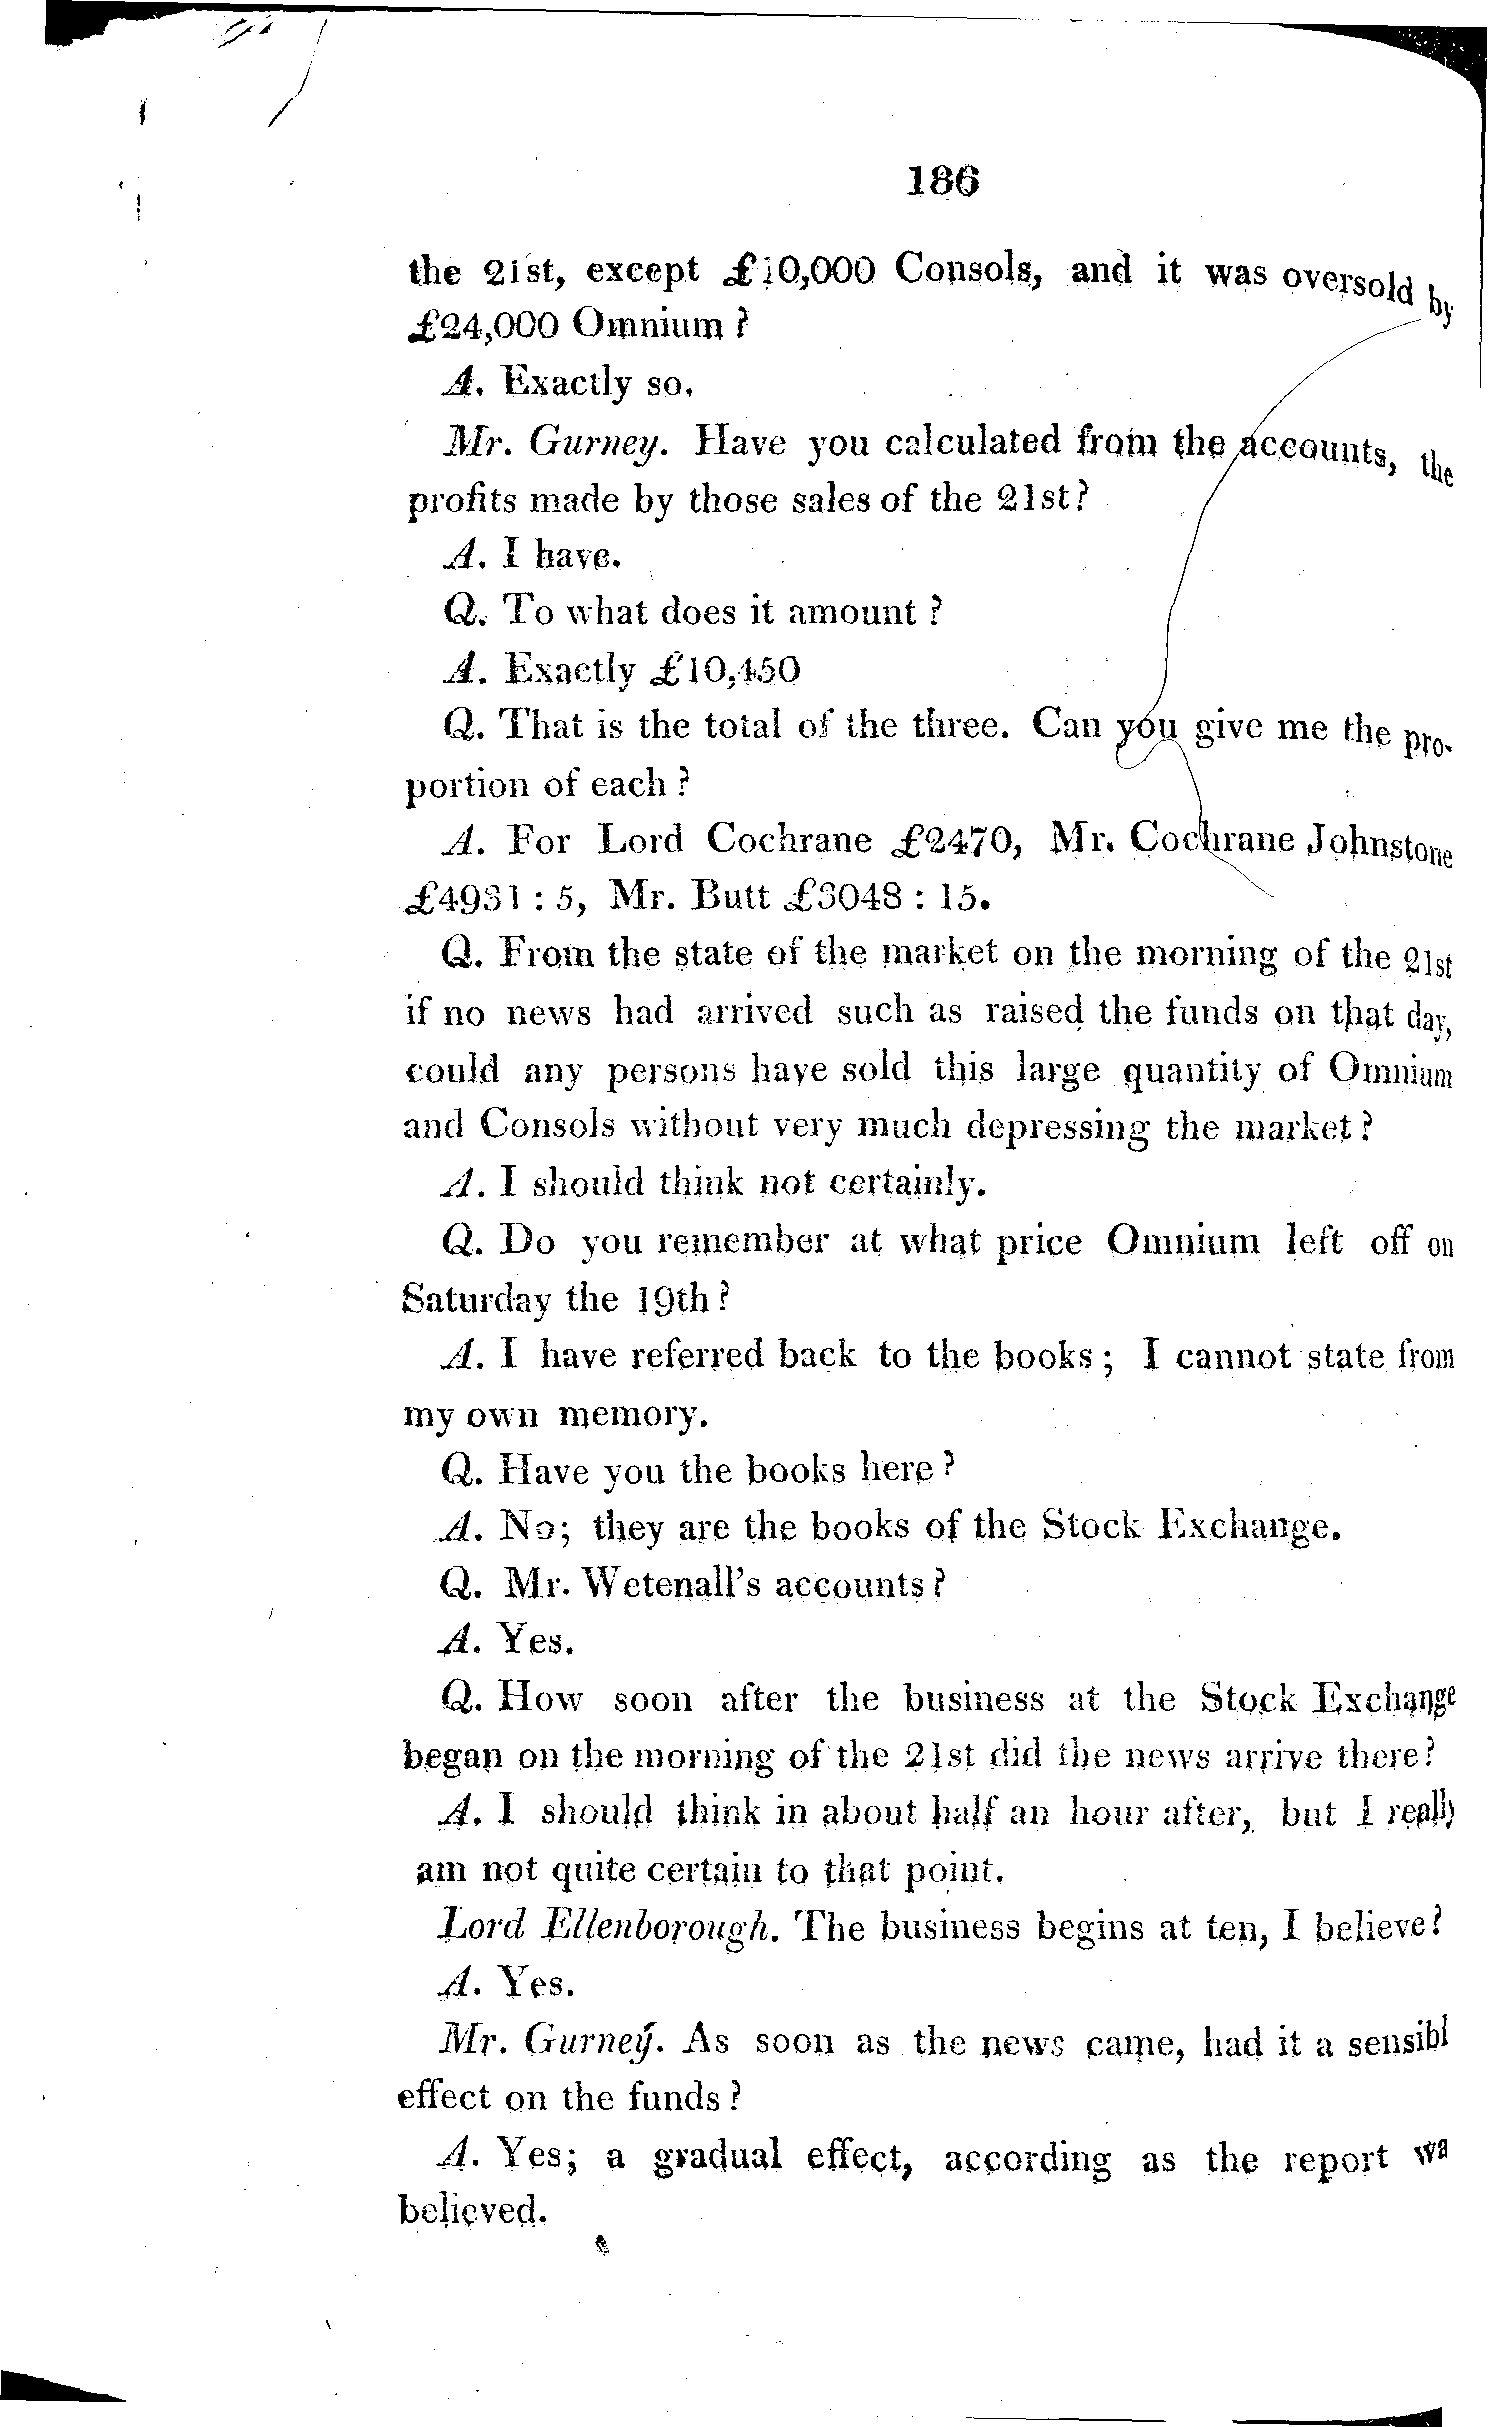 186
the 21st, except £10,000 Consols, and it was oversold by
£24,000 Omnium?
A. Exactly so.
Mr. Gurney. Have you calculated from the accounts, the
profits made by those sales of the 21st?
A. I have.
Q. To what does it amount?
A. Exactly £10,450
Q. That is the total of the three. Can you give me the pro-
portion of each?
A. For Lord Cochrane £2470, Mr. Cochrane Johnstone
£4931 : 5, Mr. Butt £3048 : 15.
Q. From the state of the market on the morning of the 21st
if no news had arrived such as raised the funds on that day,
could any persons have sold this large quantity of Omnium
and Consols without very much depressing the market?
A. I should think not certainly.
Q. Do you remember at what price Omnium left off on
Saturday the 19th?
A. I have referred back to the books; I cannot state from
my own memory.
Q. Have you the books here?
A. No; they are the books of the Stock Exchange.
Q. Mr. Wetenall's accounts?
A. Yes.
Q. How soon after the business at the Stock Exchange
began on the morning of the 21st did the news arrive there?
A. I should think in about half an hour after, but I really
am not quite certain to that point.
Lord Ellenborough. The business begins at ten, I believe?
A. Yes.
Mr. Gurney. As soon as the news came, had it a sensibl
effect on the funds?
A. Yes; a gradual effect, according as the report wa
believed.